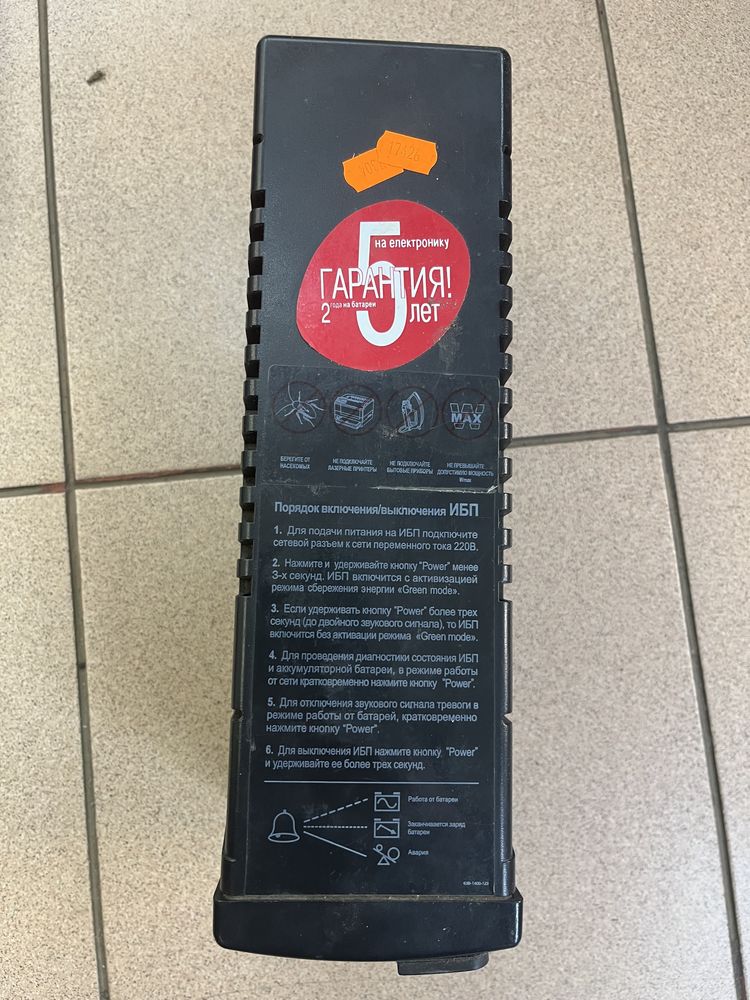 17126
на електронику
5
ГАРАНТИЯ!
2 года на батареи
лет
W
MAX
БЕРЕГИТЕ ОТ
НАСЕКОМЫХ
НЕ ПОДКЛЮЧАЙТЕ
ЛАЗЕРНЫЕ ПРИНТЕРЫ
НЕ ПОДКЛЮЧАЙТЕ
БЫТОВЫЕ ПРИБОРЫ
НЕ ПРЕВЫШАЙТЕ
ДОПУСТИМУЮ МОЩНОСТЬ
Wmax
Порядок включения/выключения ИБП
1. Для подачи питания на ИБП подключите
сетевой разъем к сети переменного тока 220В.
2. Нажмите и удерживайте кнопку "Power" менее
3-х секунд. ИБП включится с активизацией
режима сбережения энергии «Green mode».
3. Если удерживать кнопку "Power" более трех
секунд (до двойного звукового сигнала), то ИБП
включится без активации режима «Green mode».
4. Для проведения диагностики состояния ИБП
и аккумуляторной батареи, в режиме работы
от сети кратковременно нажмите кнопку "Power".
5. Для отключения звукового сигнала тревоги в
режиме работы от батарей, кратковременно
нажмите кнопку "Power".
6. Для выключения ИБП нажмите кнопку "Power"
и удерживайте ее более трех секунд.
Работа от батареи
Заканчивается заряд
батареи
Авария